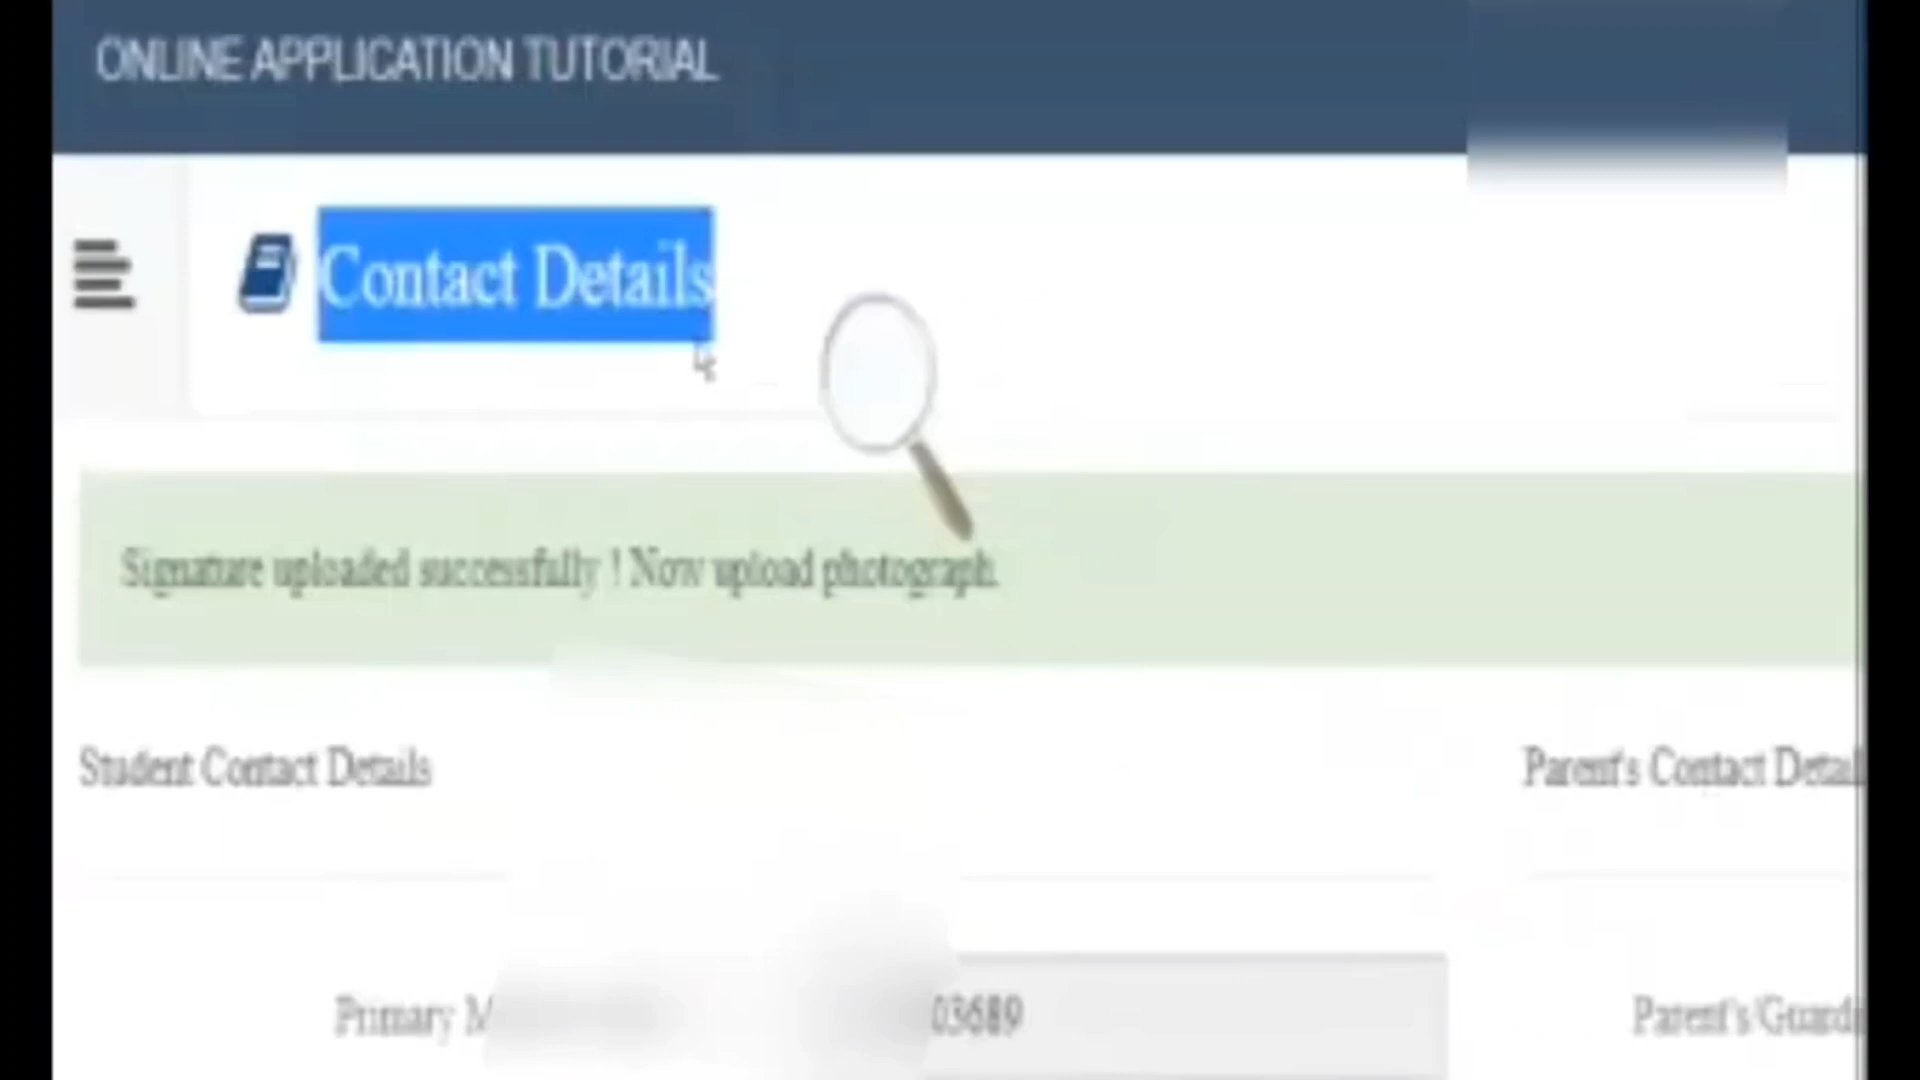 ONLINE APPLICATION TUTORIAL
Contact Details
Signature uploaded successfully ! Now upload photograph.
Student Contact Details
Parent's Contact Detail
Primary M
03689
Parent's/Guard